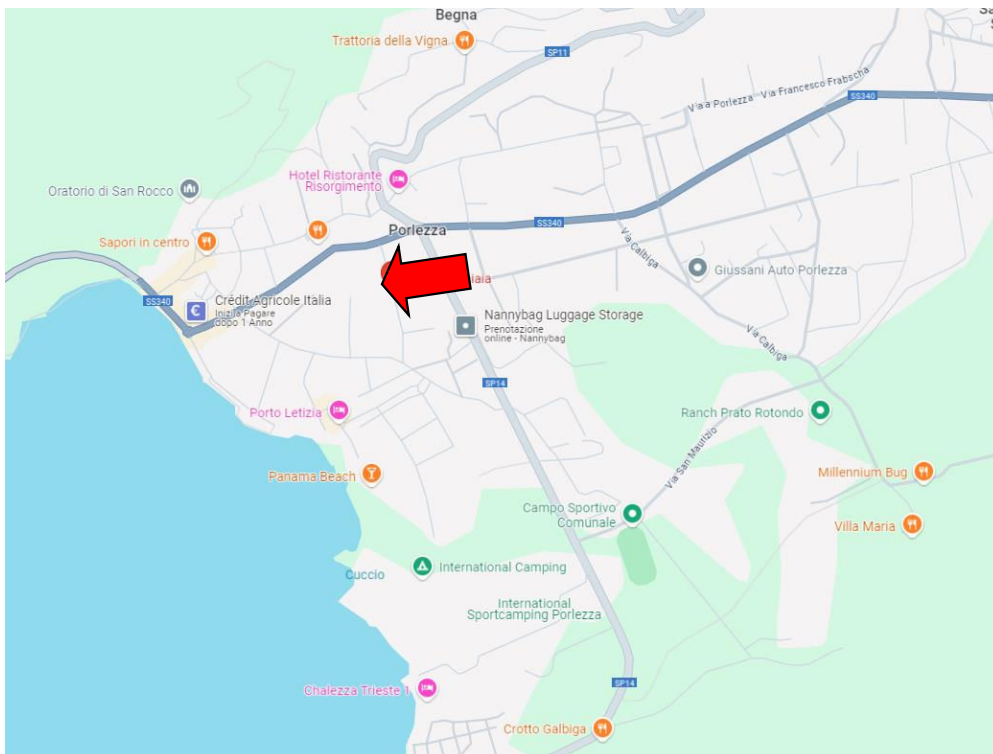 Begna
Sa
S
Trattoria della Vigna
SP11
Via a Porlezza
Via Francesco Frabscha
SS340
Hotel Ristorante
Risorgimento
Oratorio di San Rocco
SS340
Porlezza
Sapori in centro
Via Calbiga
Giussani Auto Porlezza
aia
SS340
Crédit Agricole Italia
Inizi a Pagare
dopo 1 Anno
Nannybag Luggage Storage
Prenotazione
online - Nannybag
Via Calbiga
SP14
Porto Letizia
Ranch Prato Rotondo
Via San Maurizio
Panama Beach
Millennium Bug
Campo Sportivo
Comunale
Villa Maria
Cuccio
International Camping
International
Sportcamping Porlezza
SP14
Chalezza Trieste 1
Crotto Galbiga